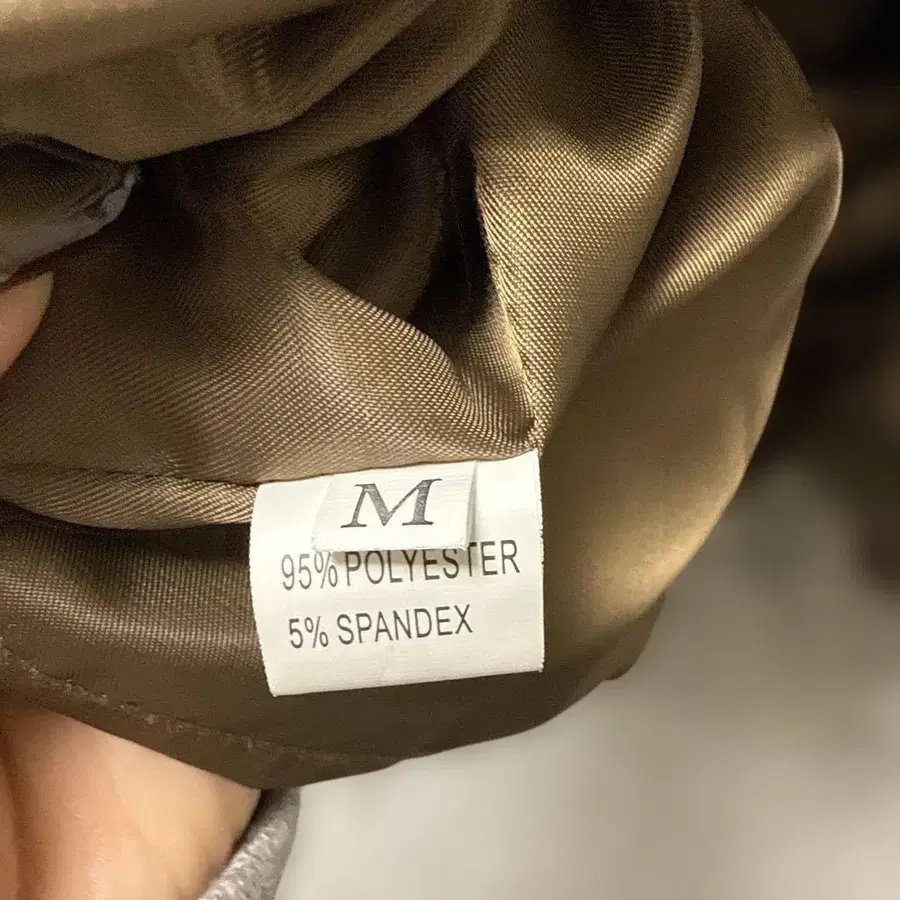 M
95% POLYESTER
5% SPANDEX